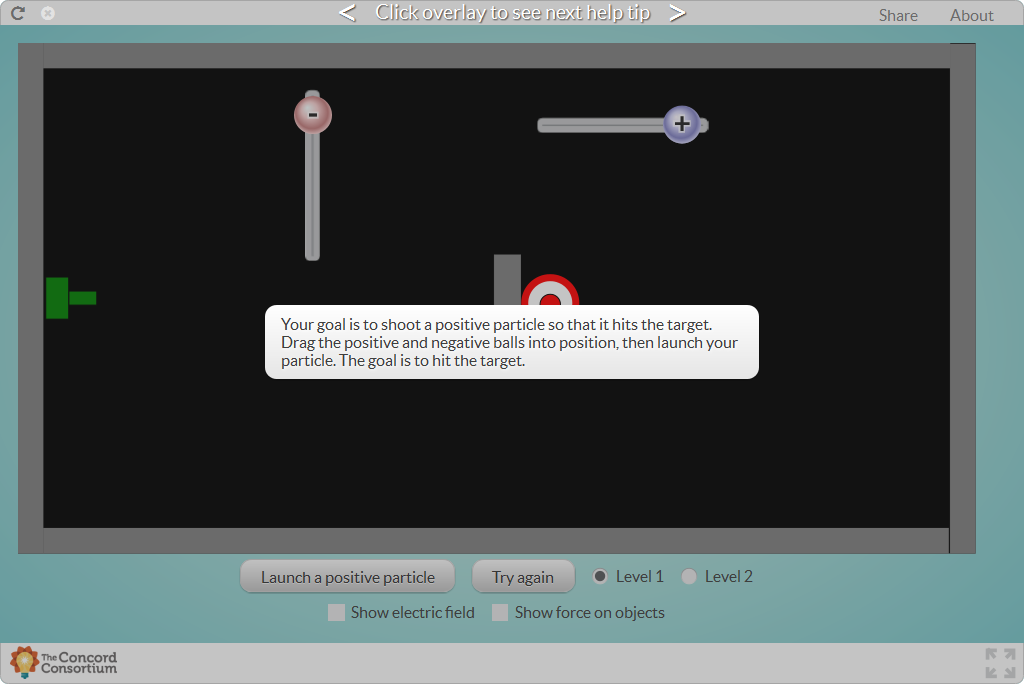 < Click overlay to see next help tip >
Share About
-
+
Your goal is to shoot a positive particle so that it hits the target.
Drag the positive and negative balls into position, then launch your
particle. The goal is to hit the target.
Launch a positive particle Try again Level 1 Level 2
Show electric field Show force on objects
The Concord
Consortium